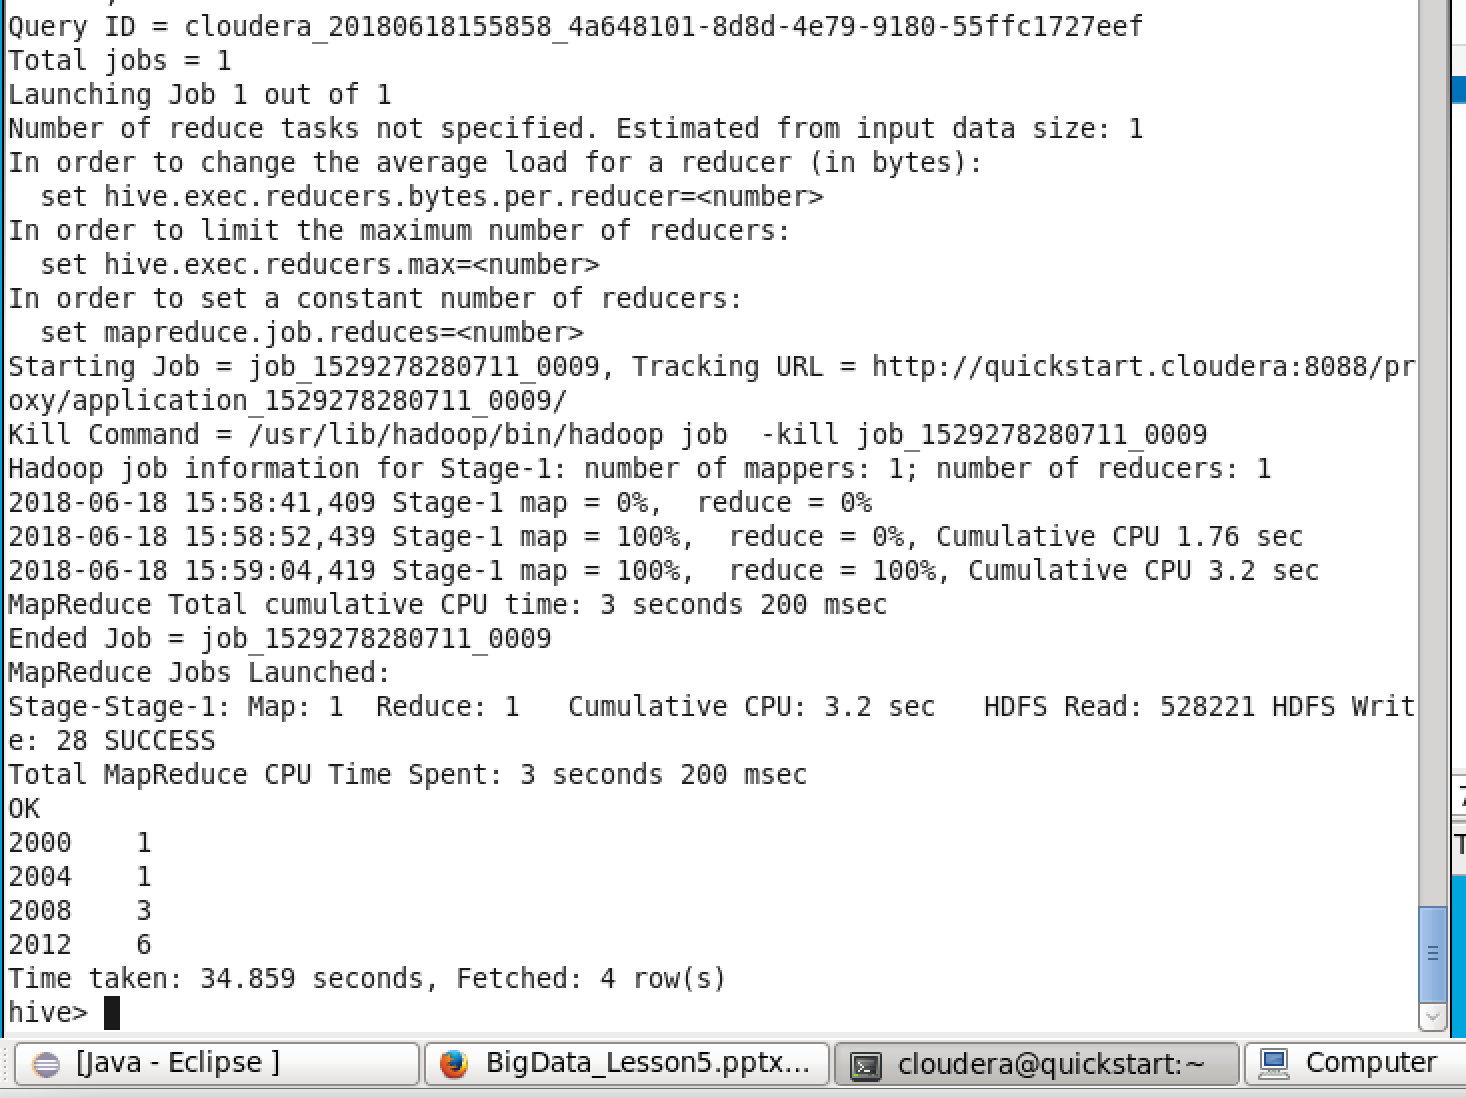 Query ID = cloudera_20180618155858_4a648101-8d8d-4e79-9180-55ffc1727eef
Total jobs = 1
Launching Job 1 out of 1
Number of reduce tasks not specified. Estimated from input data size: 1
In order to change the average load for a reducer (in bytes):
  set hive.exec.reducers.bytes.per.reducer=<number>
In order to limit the maximum number of reducers:
  set hive.exec.reducers.max=<number>
In order to set a constant number of reducers:
  set mapreduce.job.reduces=<number>
Starting Job = job_1529278280711_0009, Tracking URL = http://quickstart.cloudera:8088/pr
oxy/application_1529278280711_0009/
Kill Command = /usr/lib/hadoop/bin/hadoop job  -kill job_1529278280711_0009
Hadoop job information for Stage-1: number of mappers: 1; number of reducers: 1
2018-06-18 15:58:41,409 Stage-1 map = 0%,  reduce = 0%
2018-06-18 15:58:52,439 Stage-1 map = 100%,  reduce = 0%, Cumulative CPU 1.76 sec
2018-06-18 15:59:04,419 Stage-1 map = 100%,  reduce = 100%, Cumulative CPU 3.2 sec
MapReduce Total cumulative CPU time: 3 seconds 200 msec
Ended Job = job_1529278280711_0009
MapReduce Jobs Launched:
Stage-Stage-1: Map: 1  Reduce: 1   Cumulative CPU: 3.2 sec   HDFS Read: 528221 HDFS Writ
e: 28 SUCCESS
Total MapReduce CPU Time Spent: 3 seconds 200 msec
OK
2000    1
2004    1
2008    3
2012    6
Time taken: 34.859 seconds, Fetched: 4 row(s)
hive>
[Java - Eclipse ]
BigData_Lesson5.pptx...
cloudera@quickstart:~
Computer